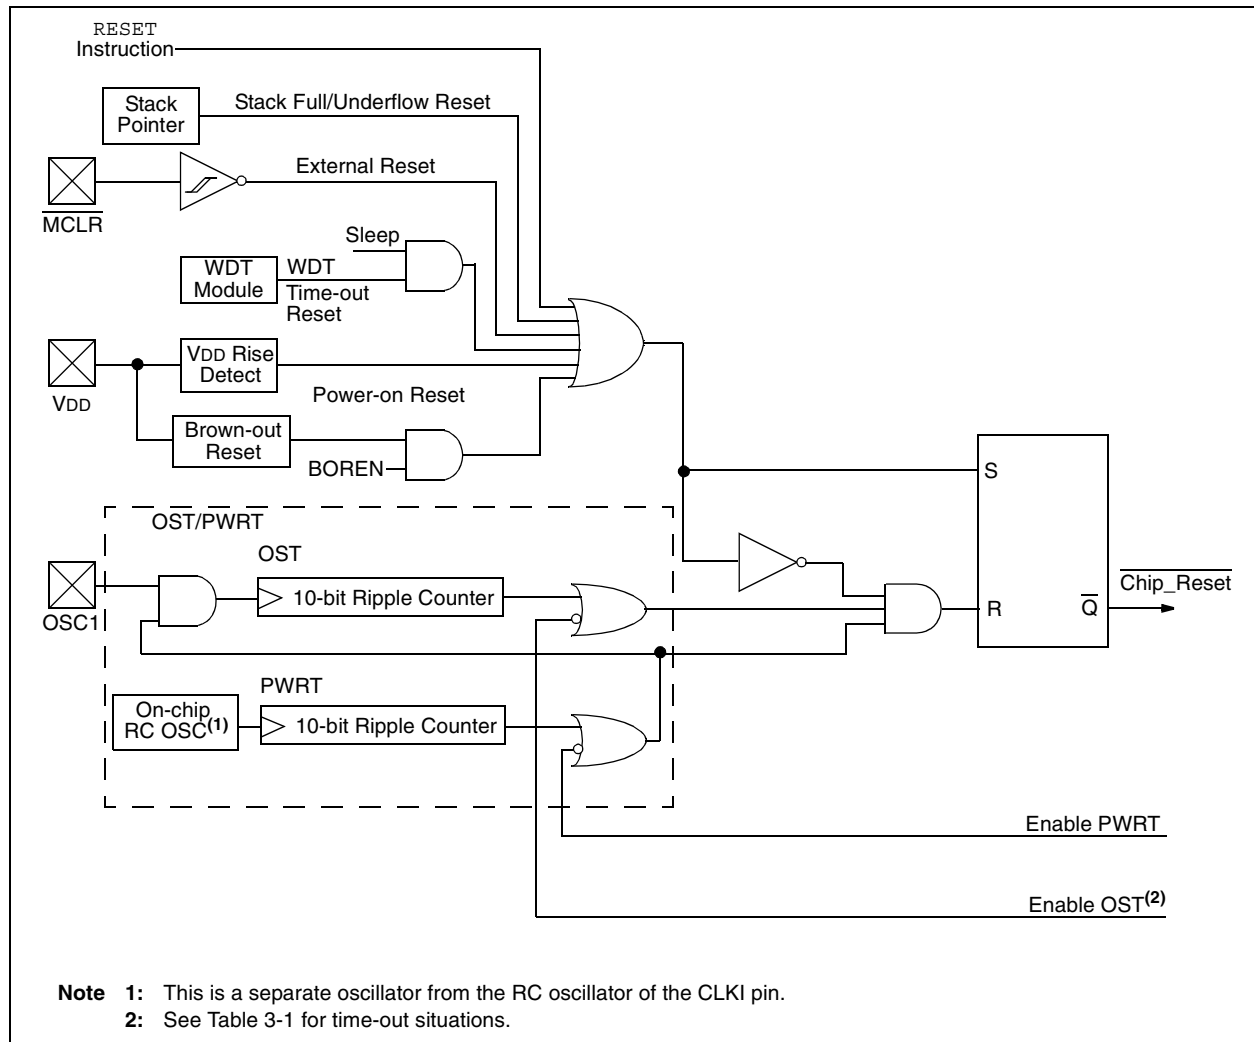 RESET
Instruction
Stack
Pointer
Stack Full/Underflow Reset
External Reset
MCLR
Sleep
WDT
Module
WDT
Time-out
Reset
VDD Rise
Detect
VDD
Power-on Reset
Brown-out
Reset
BOREN
S
OST/PWRT
OST
10-bit Ripple Counter
OSC1
Chip_Reset
R
Q
PWRT
On-chip
RC OSC(1)
10-bit Ripple Counter
Enable PWRT
Enable OST(2)
Note 1: This is a separate oscillator from the RC oscillator of the CLKI pin.
2: See Table 3-1 for time-out situations.